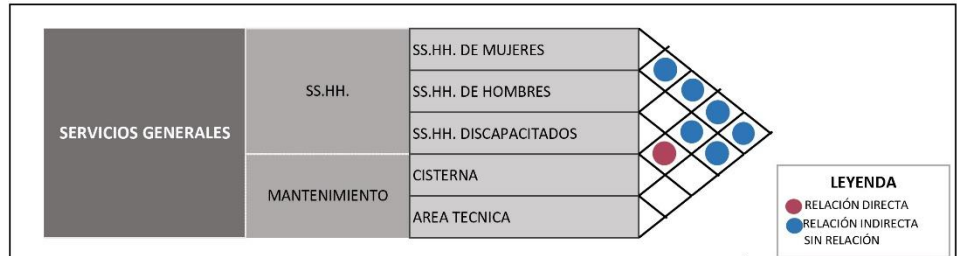 SERVICIOS GENERALES
SS.HH.
SS.HH. DE MUJERES
SS.HH. DE HOMBRES
SS.HH. DISCAPACITADOS
MANTENIMIENTO
CISTERNA
AREA TECNICA
LEYENDA
RELACIÓN DIRECTA
RELACIÓN INDIRECTA
SIN RELACIÓN